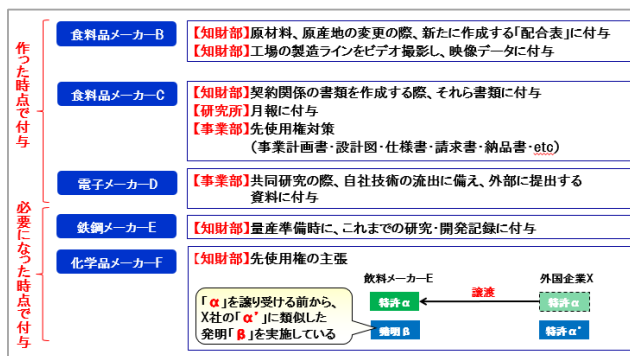 作った時点で付与
食料品メーカーB
【知財部】原材料、原産地の変更の際、新たに作成する「配合表」に付与
【知財部】工場の製造ラインをビデオ撮影し、映像データに付与
食料品メーカーC
【知財部】契約関係の書類を作成する際、それら書類に付与
【研究所】月報に付与
【事業部】先使用権対策
（事業計画書・設計図・仕様書・請求書・納品書・etc）
電子メーカーD
【事業部】共同研究の際、自社技術の流出に備え、外部に提出する
資料に付与
必要になった時点で付与
鉄鋼メーカーE
【知財部】量産準備時に、これまでの研究・開発記録に付与
化学品メーカーF
【知財部】先使用権の主張
飲料メーカーE
外国企業X
「α」を譲り受ける前から、
X社の「α*」に類似した
発明「β」を実施している
特許α
譲渡
特許α
発明β
特許α*